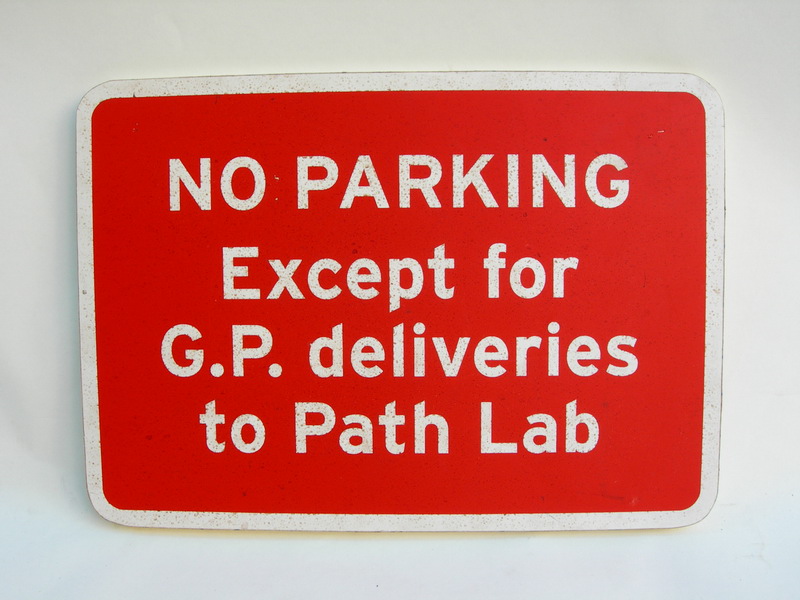 NO PARKING
Except for
G.P. deliveries
to Path Lab